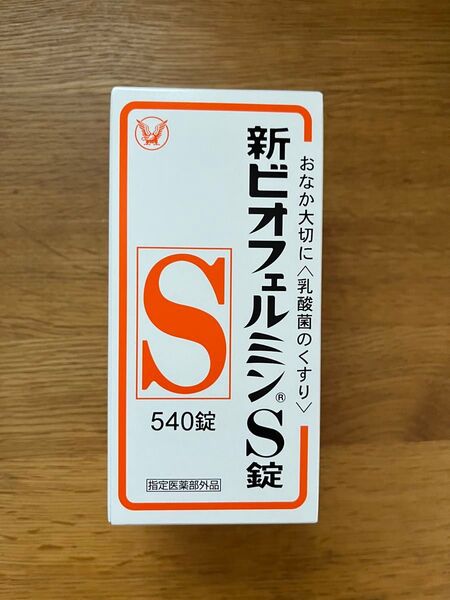 おなか大切に〈乳酸菌のくすり〉
新ビオフェルミン®S錠
S
540錠
指定医薬部外品